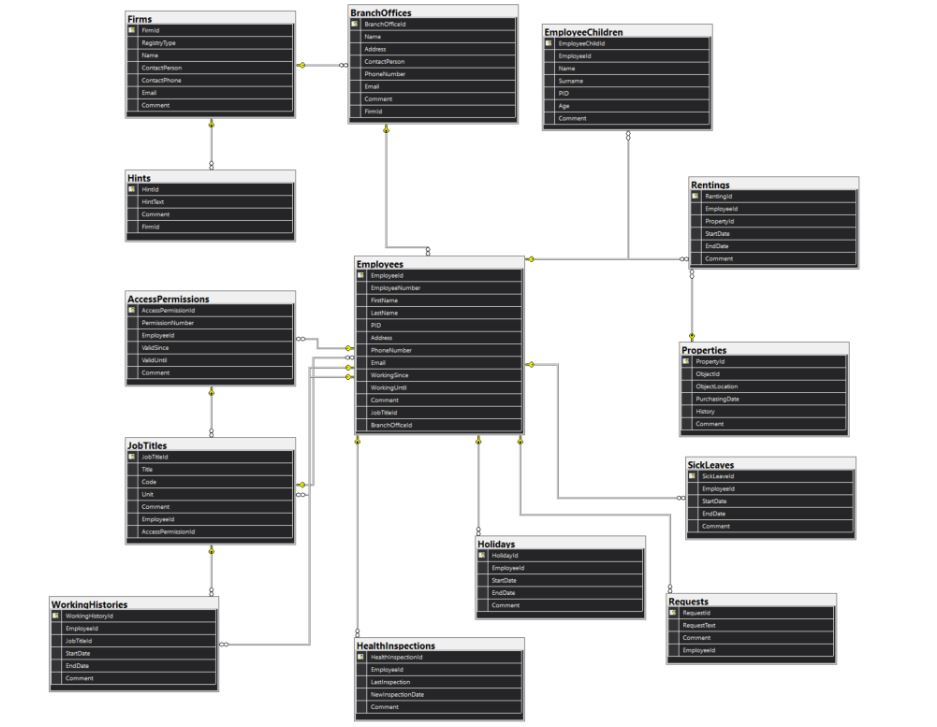 Firms
FirmId
RegistryType
Name
ContactPerson
ContactPhone
Email
Comment
BranchOffices
BranchOfficeId
Name
Address
ContactPerson
PhoneNumber
Email
Comment
FirmId
EmployeeChildren
EmployeeChildId
EmployeeId
Name
Surname
PID
Age
Comment
Hints
HintId
HintText
Comment
FirmId
Rentings
RentingId
EmployeeId
PropertyId
StartDate
EndDate
Comment
Employees
EmployeeId
EmployeeNumber
FirstName
LastName
PID
Address
PhoneNumber
Email
WorkingSince
WorkingUntil
Comment
JobTitleId
BranchOfficeId
AccessPermissions
AccessPermissionId
PermissionNumber
EmployeeId
ValidSince
ValidUntil
Comment
Properties
PropertyId
ObjectId
ObjectLocation
PurchasingDate
History
Comment
JobTitles
JobTitleId
Title
Code
Unit
Comment
EmployeeId
AccessPermissionId
SickLeaves
SickLeaveId
EmployeeId
StartDate
EndDate
Comment
Holidays
HolidayId
EmployeeId
StartDate
EndDate
Comment
WorkingHistories
WorkingHistoryId
EmployeeId
JobTitleId
StartDate
EndDate
Comment
Requests
RequestId
RequestText
Comment
EmployeeId
HealthInspections
HealthInspectionId
EmployeeId
LastInspection
NewInspectionDate
Comment